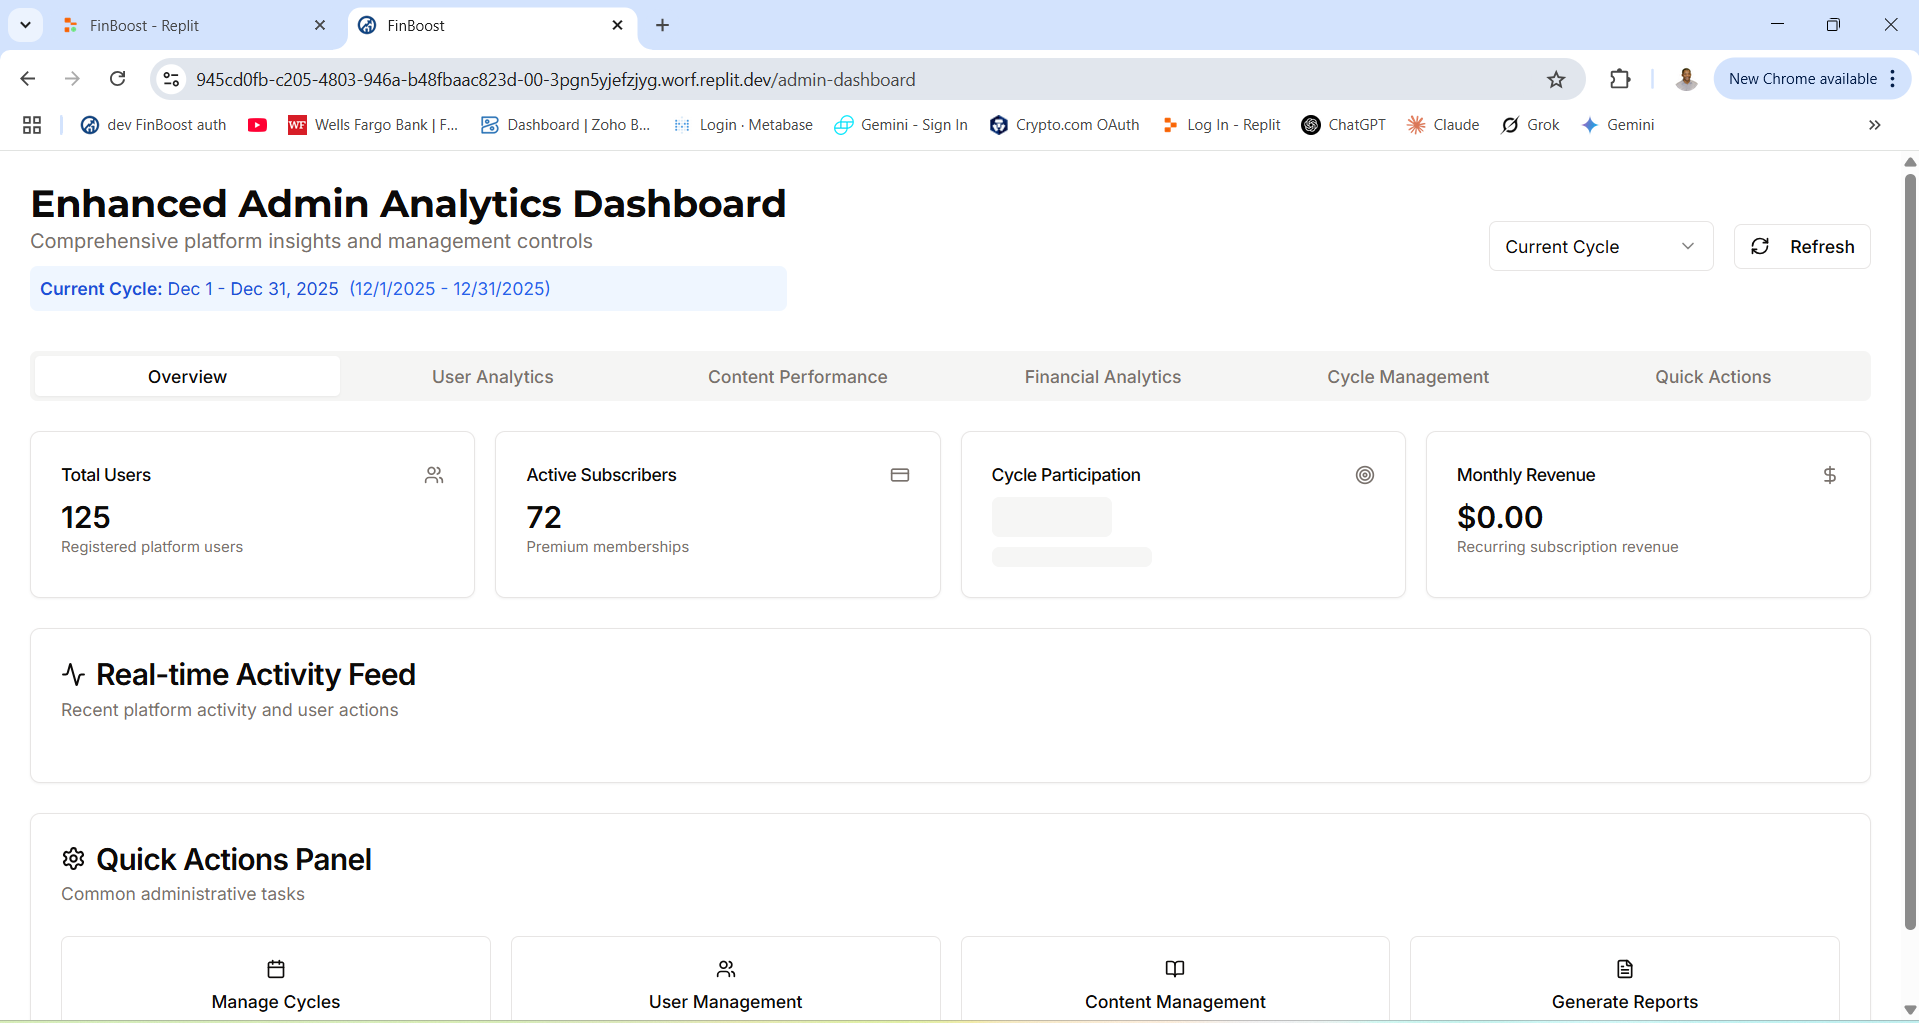 FinBoost - Replit
FinBoost
945cd0fb-c205-4803-946a-b48fbaac823d-00-3pgn5yjefzjyg.worf.replit.dev/admin-dashboard
New Chrome available
dev FinBoost auth
WF
Wells Fargo Bank | F...
Dashboard | Zoho B...
Login · Metabase
Gemini - Sign In
Crypto.com OAuth
Log In - Replit
ChatGPT
Claude
Grok
Gemini
Enhanced Admin Analytics Dashboard
Comprehensive platform insights and management controls
Current Cycle
Refresh
Current Cycle: Dec 1 - Dec 31, 2025 (12/1/2025 - 12/31/2025)
Overview
User Analytics
Content Performance
Financial Analytics
Cycle Management
Quick Actions
Total Users
125
Registered platform users
Active Subscribers
72
Premium memberships
Cycle Participation
Monthly Revenue
$0.00
Recurring subscription revenue
Real-time Activity Feed
Recent platform activity and user actions
Quick Actions Panel
Common administrative tasks
Manage Cycles
User Management
Content Management
Generate Reports